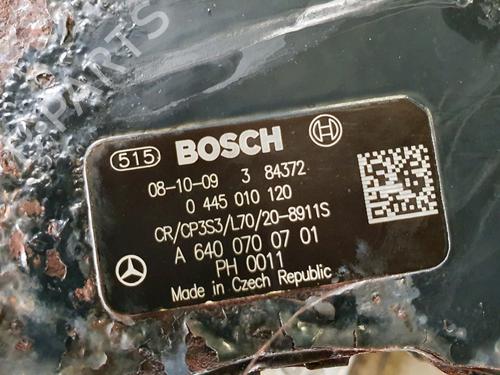 515 BOSCH
08-10-09 3 84372
0 445 010 120
CR/CP3S3/L70/20-8911S
A 640 070 07 01
PH 0011
Made in Czech Republic
PARTS